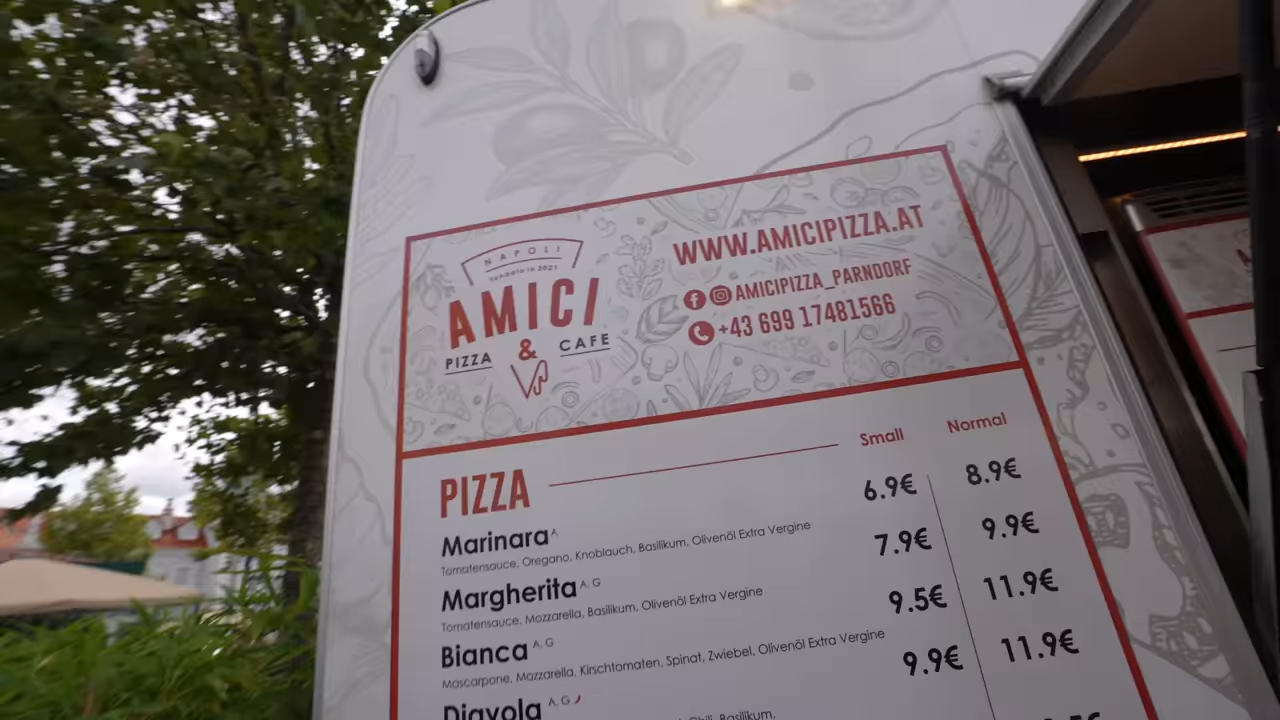 NAPOLI
fondato in 2021
AMICI
PIZZA & CAFE
WWW.AMICIPIZZA.AT
AMICIPIZZA_PARNDORF
+43 699 17481566
PIZZA Small Normal
Marinara A 6.9€ 8.9€
Tomatensauce, Oregano, Knoblauch, Basilikum, Olivenöl Extra Vergine
Margherita A, G 7.9€ 9.9€
Tomatensauce, Mozzarella, Basilikum, Olivenöl Extra Vergine
Bianca A, G 9.5€ 11.9€
Mascarpone, Mozzarella, Kirschtomaten, Spinat, Zwiebel, Olivenöl Extra Vergine
Diavola A, G 9.9€ 11.9€
Basilikum,